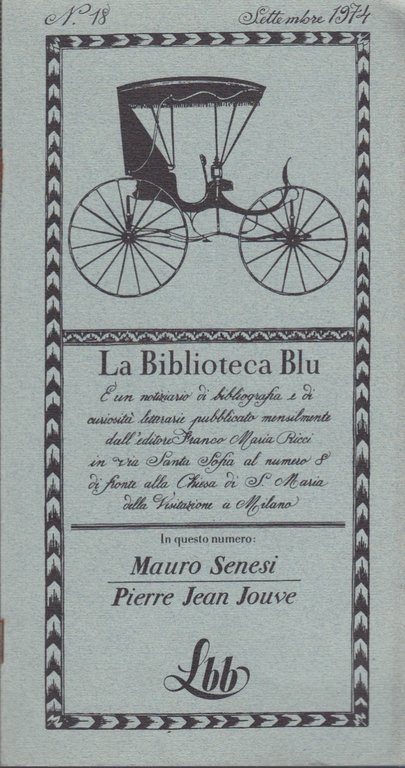 N. 18 Settembre 1974
La Biblioteca Blu
È un notiziario di bibliografia e di
curiosità letterarie pubblicato mensilmente
dall'editore Franco Maria Ricci
in via Santa Sofia al numero 8
di fronte alla Chiesa di S. Maria
della Visitazione a Milano
In questo numero:
Mauro Senesi
Pierre Jean Jouve
Lbb